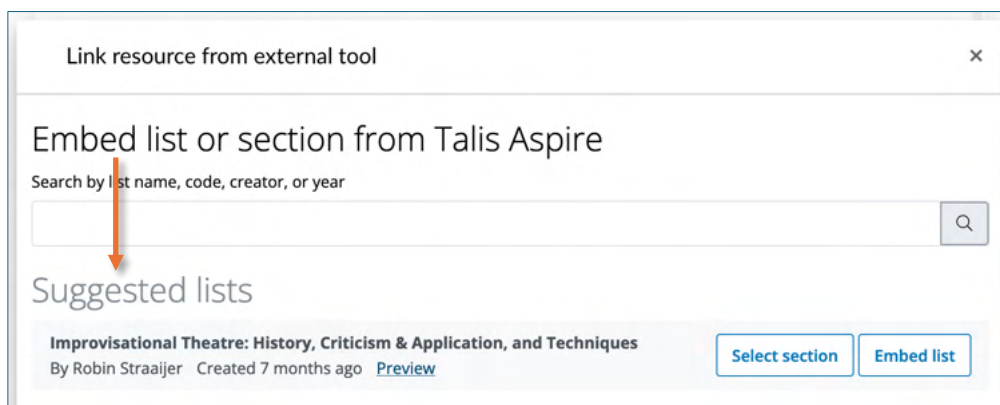 Link resource from external tool ×
Embed list or section from Talis Aspire
Search by list name, code, creator, or year
Suggested lists
Improvisational Theatre: History, Criticism & Application, and Techniques
By Robin Straaijer Created 7 months ago Preview
Select section Embed list